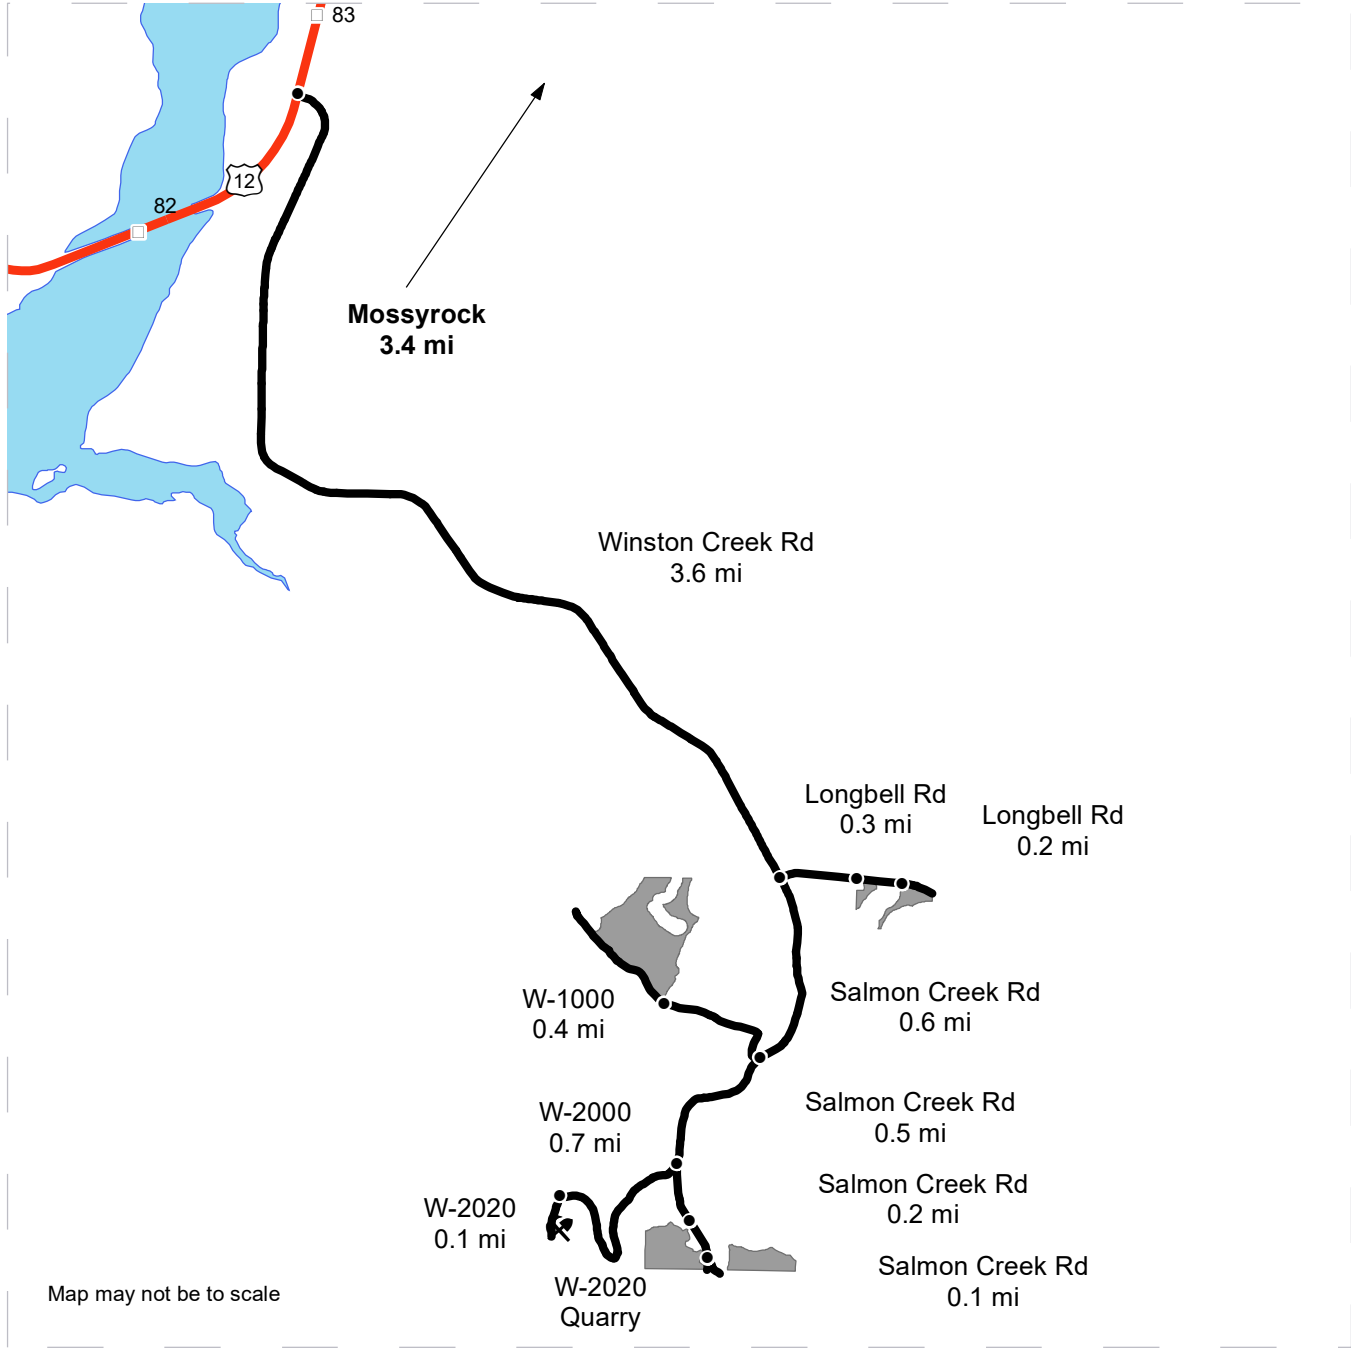 83
12
82
Mossyrock
3.4 mi
Winston Creek Rd
3.6 mi
Longbell Rd
0.3 mi
Longbell Rd
0.2 mi
W-1000
0.4 mi
Salmon Creek Rd
0.6 mi
W-2000
0.7 mi
Salmon Creek Rd
0.5 mi
W-2020
0.1 mi
Salmon Creek Rd
0.2 mi
W-2020
Quarry
Salmon Creek Rd
0.1 mi
Map may not be to scale